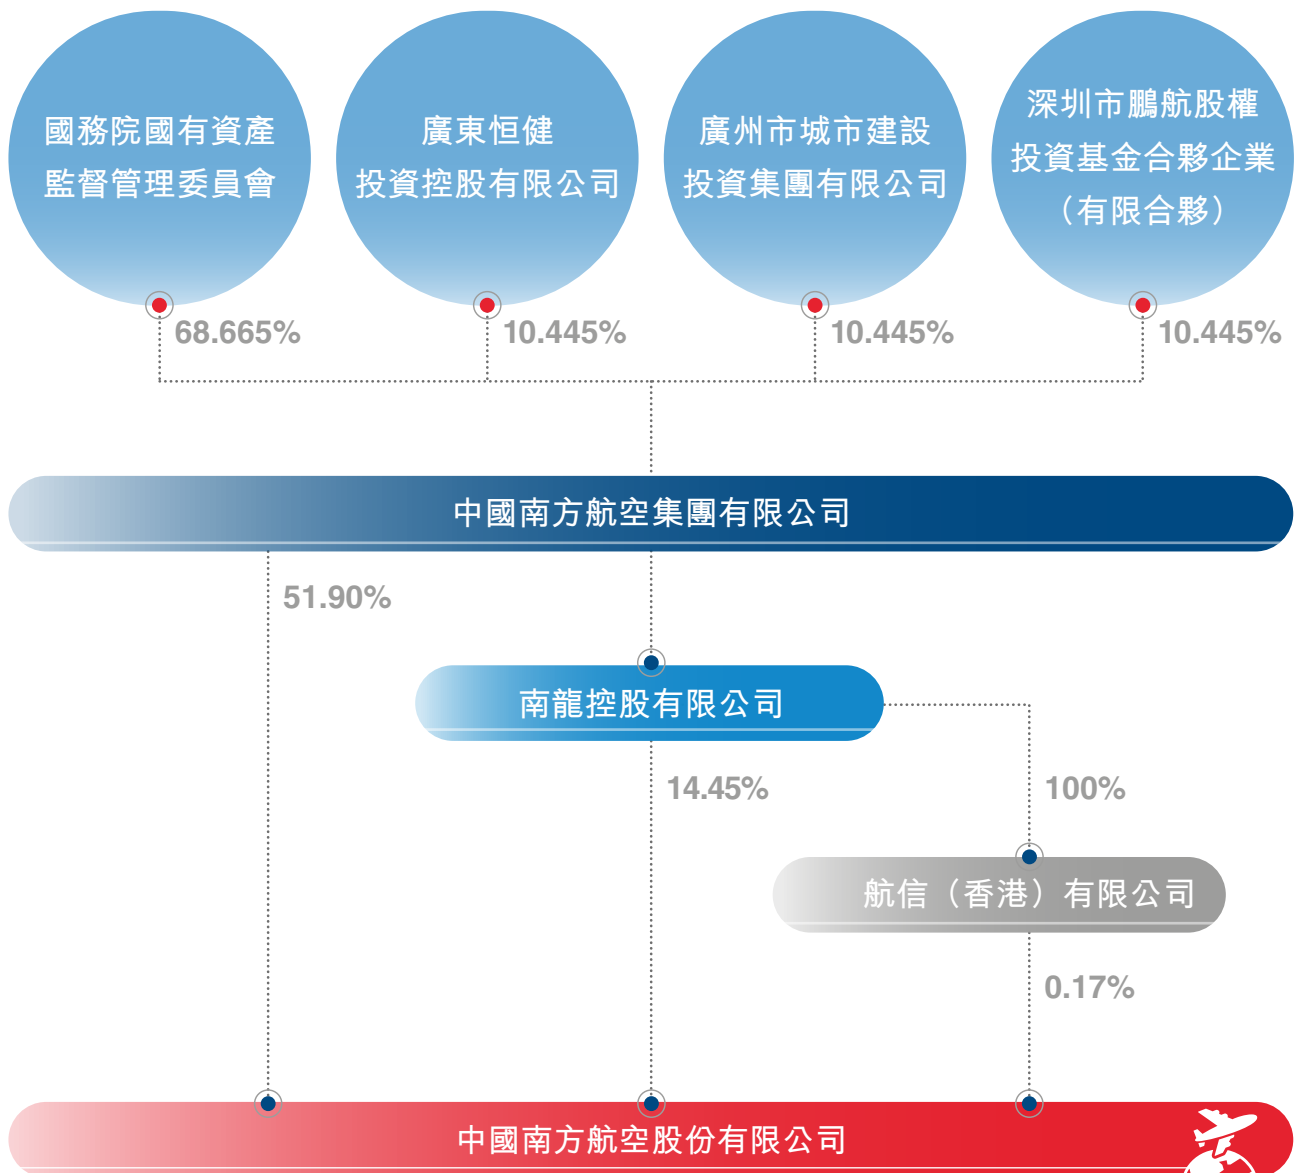 國務院國有資產
監督管理委員會
廣東恒健
投資控股有限公司
廣州市城市建設
投資集團有限公司
深圳市鵬航股權
投資基金合夥企業
（有限合夥）
68.665%
10.445%
10.445%
10.445%
中國南方航空集團有限公司
51.90%
南龍控股有限公司
14.45%
100%
航信（香港）有限公司
0.17%
中國南方航空股份有限公司